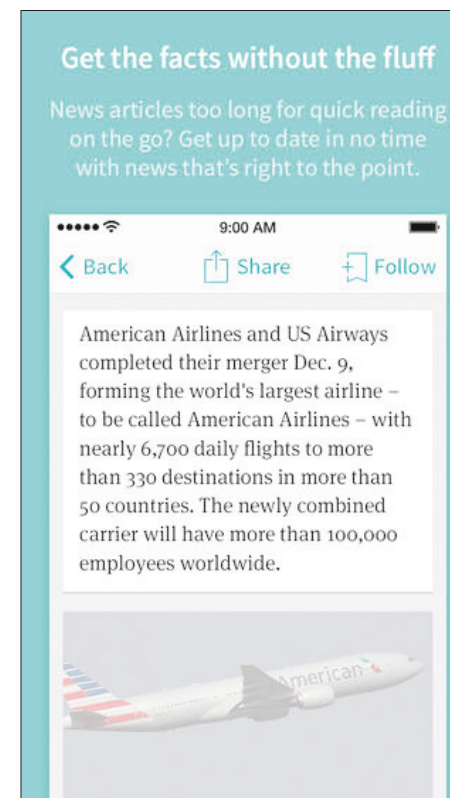 Get the facts without the fluff
News articles too long for quick reading
on the go? Get up to date in no time
with news that's right to the point.
9:00 AM
Back Share Follow
American Airlines and US Airways
completed their merger Dec. 9,
forming the world's largest airline –
to be called American Airlines – with
nearly 6,700 daily flights to more
than 330 destinations in more than
50 countries. The newly combined
carrier will have more than 100,000
employees worldwide.
American